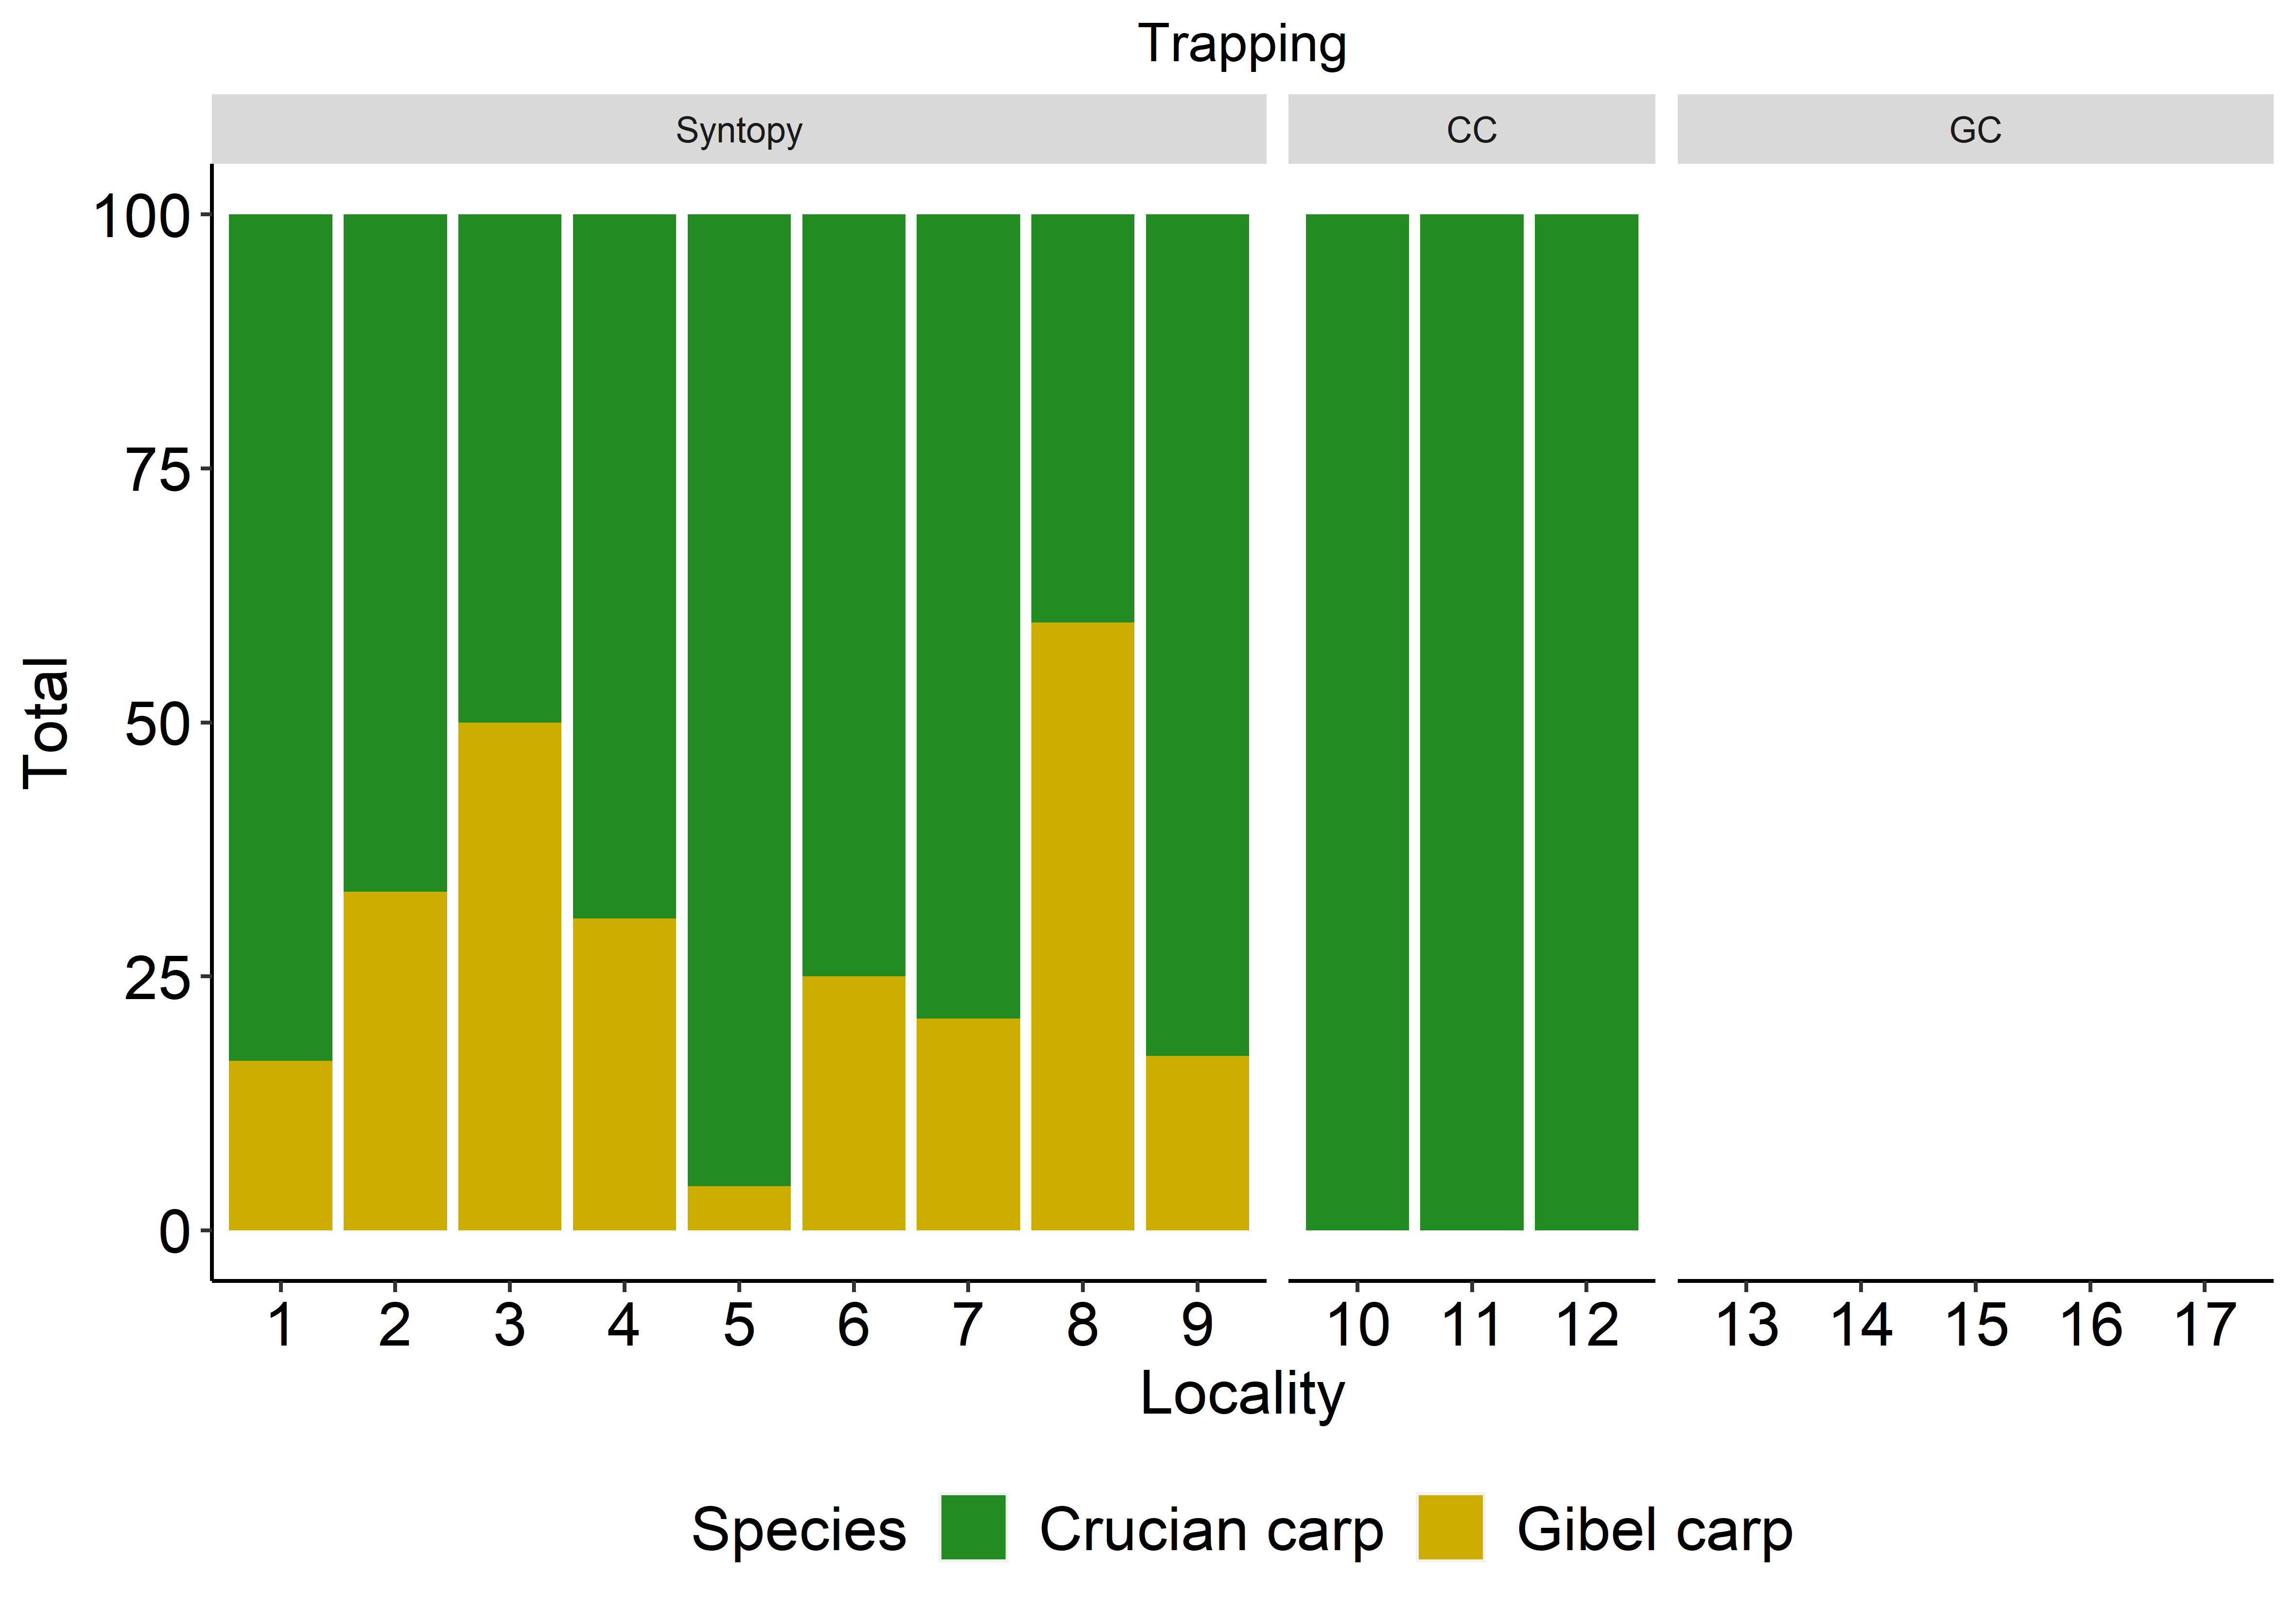 Trapping
Syntopy CC GC
100
75
50
25
0
Total
1 2 3 4 5 6 7 8 9 10 11 12 13 14 15 16 17
Locality
Species Crucian carp Gibel carp